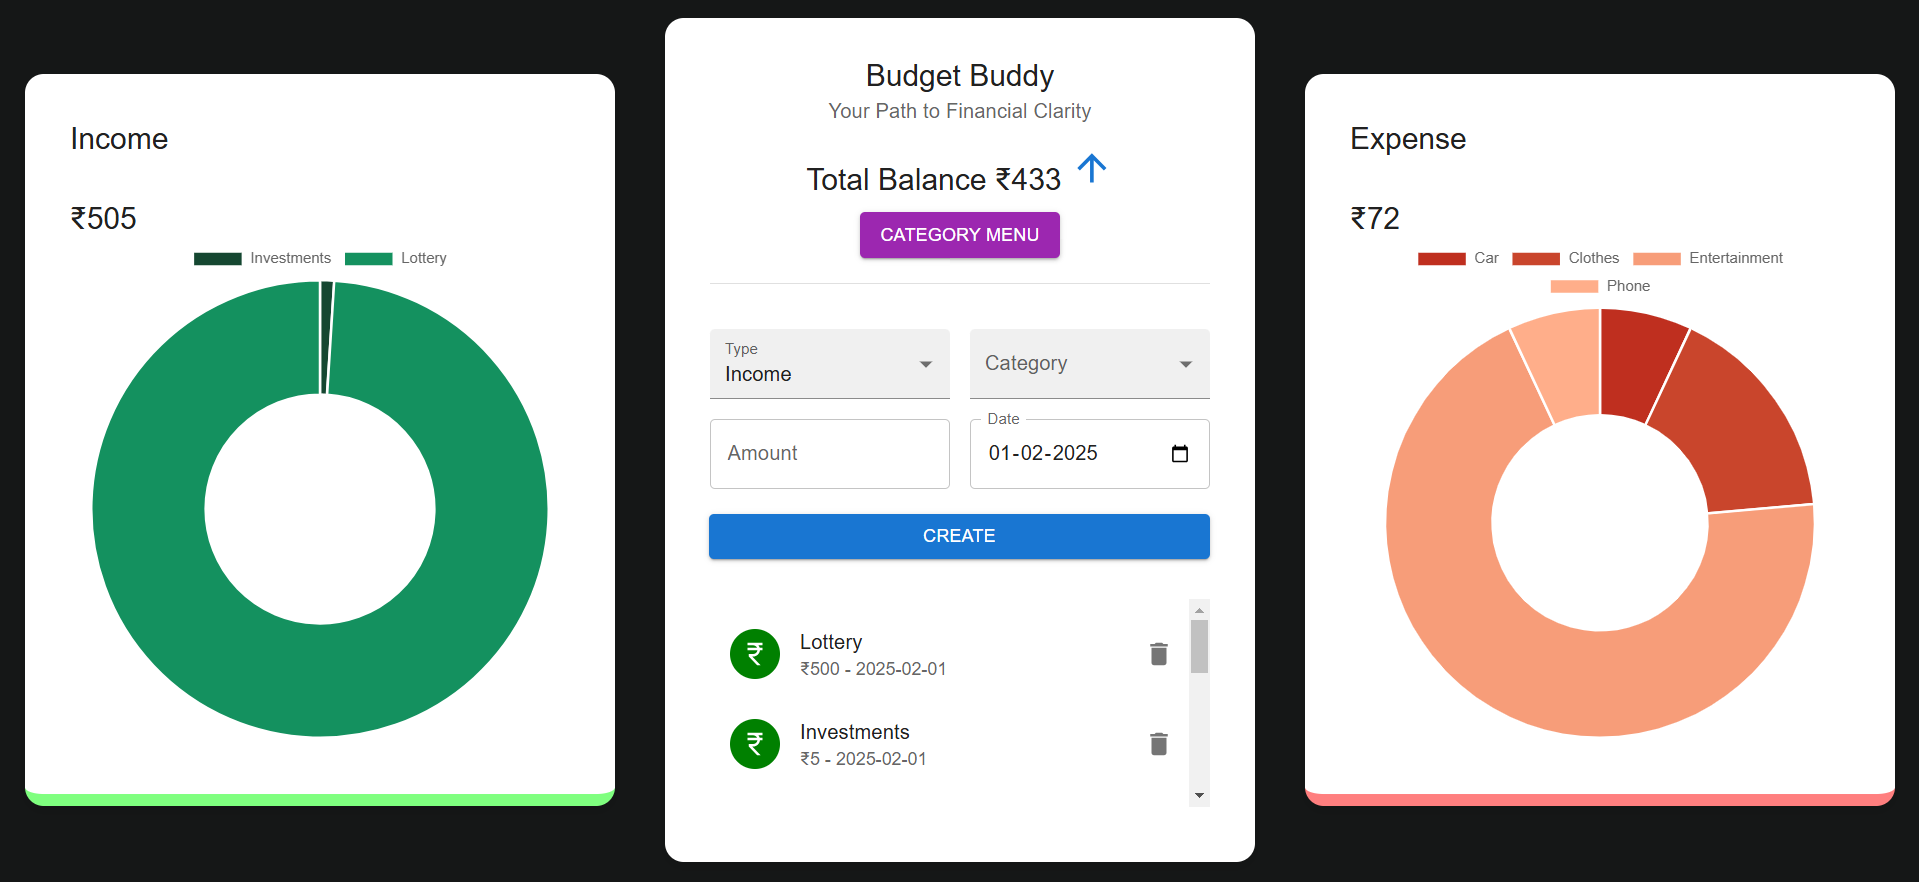 Income
₹505
Investments Lottery
Budget Buddy
Your Path to Financial Clarity
Total Balance ₹433
CATEGORY MENU
Type
Income
Category
Amount
Date
01-02-2025
CREATE
₹
Lottery
₹500 - 2025-02-01
₹
Investments
₹5 - 2025-02-01
Expense
₹72
Car Clothes Entertainment
Phone